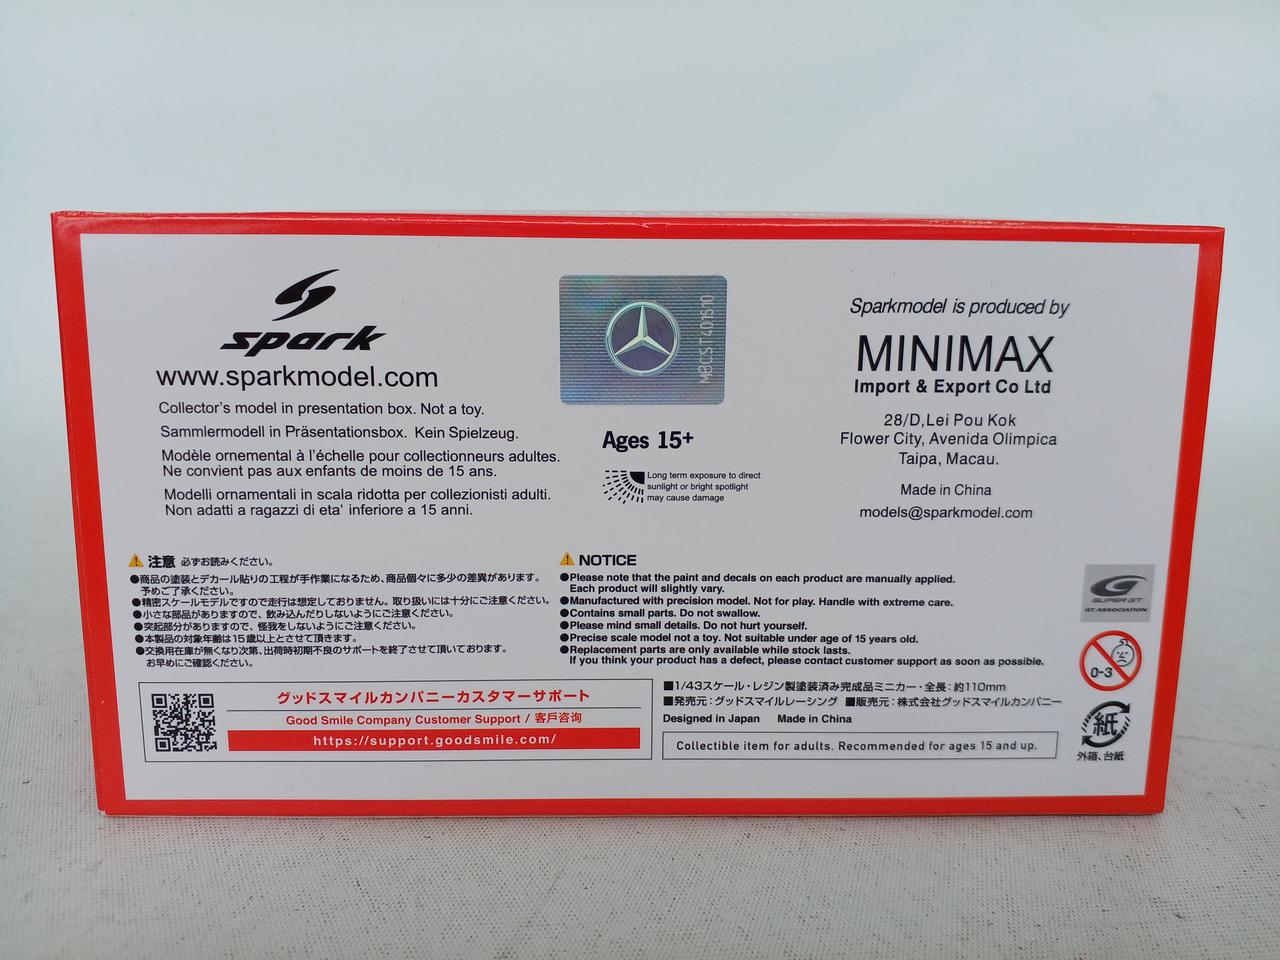 spark
www.sparkmodel.com
Collector's model in presentation box. Not a toy.
Sammlermodell in Präsentationsbox. Kein Spielzeug.
Modèle ornemental à l'échelle pour collectionneurs adultes.
Ne convient pas aux enfants de moins de 15 ans.
Modelli ornamentali in scala ridotta per collezionisti adulti.
Non adatti a ragazzi di eta' inferiore a 15 anni.
MBCSIT401610
Ages 15+
Long term exposure to direct
sunlight or bright spotlight
may cause damage
Sparkmodel is produced by
MINIMAX
Import & Export Co Ltd
28/D,Lei Pou Kok
Flower City, Avenida Olimpica
Taipa, Macau.
Made in China
models@sparkmodel.com
注意 必ずお読みください。
●商品の塗装とデカール貼りの工程が手作業になるため、商品個々に多少の差異があります。
予めご了承ください。
●精密スケールモデルですので走行は想定しておりません。取り扱いには十分にご注意ください。
●小さな部品がありますので、飲み込んだりしないようにご注意ください。
●突起部分がありますので、怪我をしないようにご注意ください。
●本製品の対象年齢は15歳以上とさせて頂きます。
●交換用在庫が無くなり次第、出荷時初期不良のサポートを終了させて頂いております。
お早めにご確認ください。
NOTICE
●Please note that the paint and decals on each product are manually applied.
Each product will slightly vary.
●Manufactured with precision model. Not for play. Handle with extreme care.
●Contains small parts. Do not swallow.
●Please mind small details. Do not hurt yourself.
●Precise scale model not a toy. Not suitable under age of 15 years old.
●Replacement parts are only available while stock lasts.
If you think your product has a defect, please contact customer support as soon as possible.
SUPER GT
GT-ASSOCIATION
0-3
紙
外箱、台紙
グッドスマイルカンパニーカスタマーサポート
Good Smile Company Customer Support / 客戶咨询
https://support.goodsmile.com/
■1/43スケール・レジン製塗装済み完成品ミニカー・全長：約110mm
■発売元：グッドスマイルレーシング ■販売元：株式会社グッドスマイルカンパニー
Designed in Japan Made in China
Collectible item for adults. Recommended for ages 15 and up.